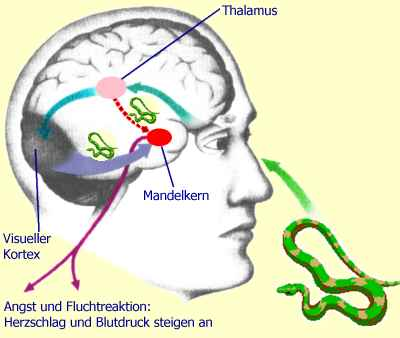 Thalamus
Mandelkern
Visueller
Kortex
Angst und Fluchtreaktion:
Herzschlag und Blutdruck steigen an